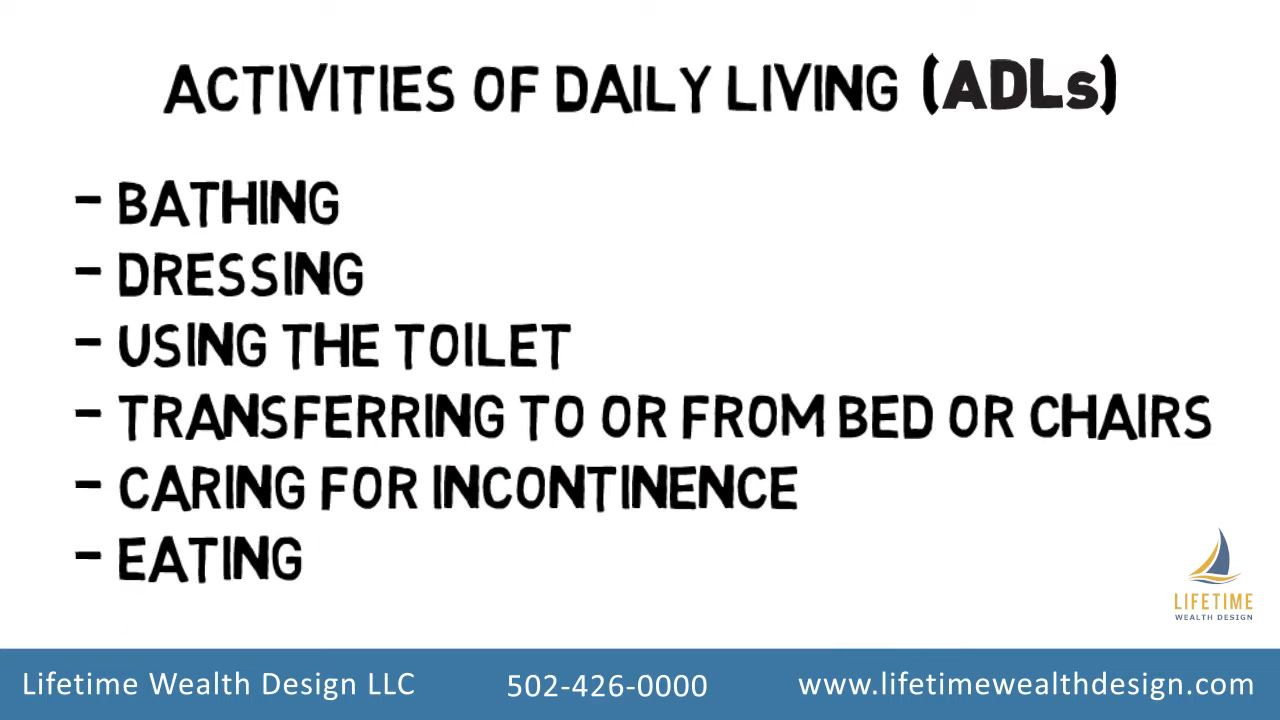 ACTIVITIES OF DAILY LIVING (ADLs)
- BATHING
- DRESSING
- USING THE TOILET
- TRANSFERRING TO OR FROM BED OR CHAIRS
- CARING FOR INCONTINENCE
- EATING
LIFETIME
WEALTH DESIGN
Lifetime Wealth Design LLC 502-426-0000 www.lifetimewealthdesign.com